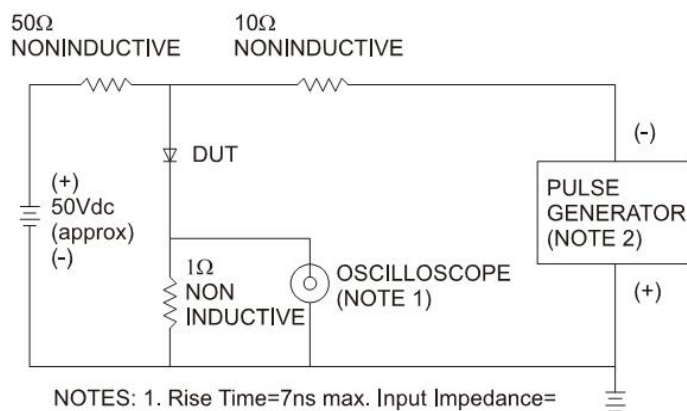 50Ω
NONINDUCTIVE
10Ω
NONINDUCTIVE
DUT
(+)
50Vdc
(approx)
(-)
1Ω
NON
INDUCTIVE
OSCILLOSCOPE
(NOTE 1)
(-)
PULSE
GENERATOR
(NOTE 2)
(+)
NOTES: 1. Rise Time=7ns max. Input Impedance=